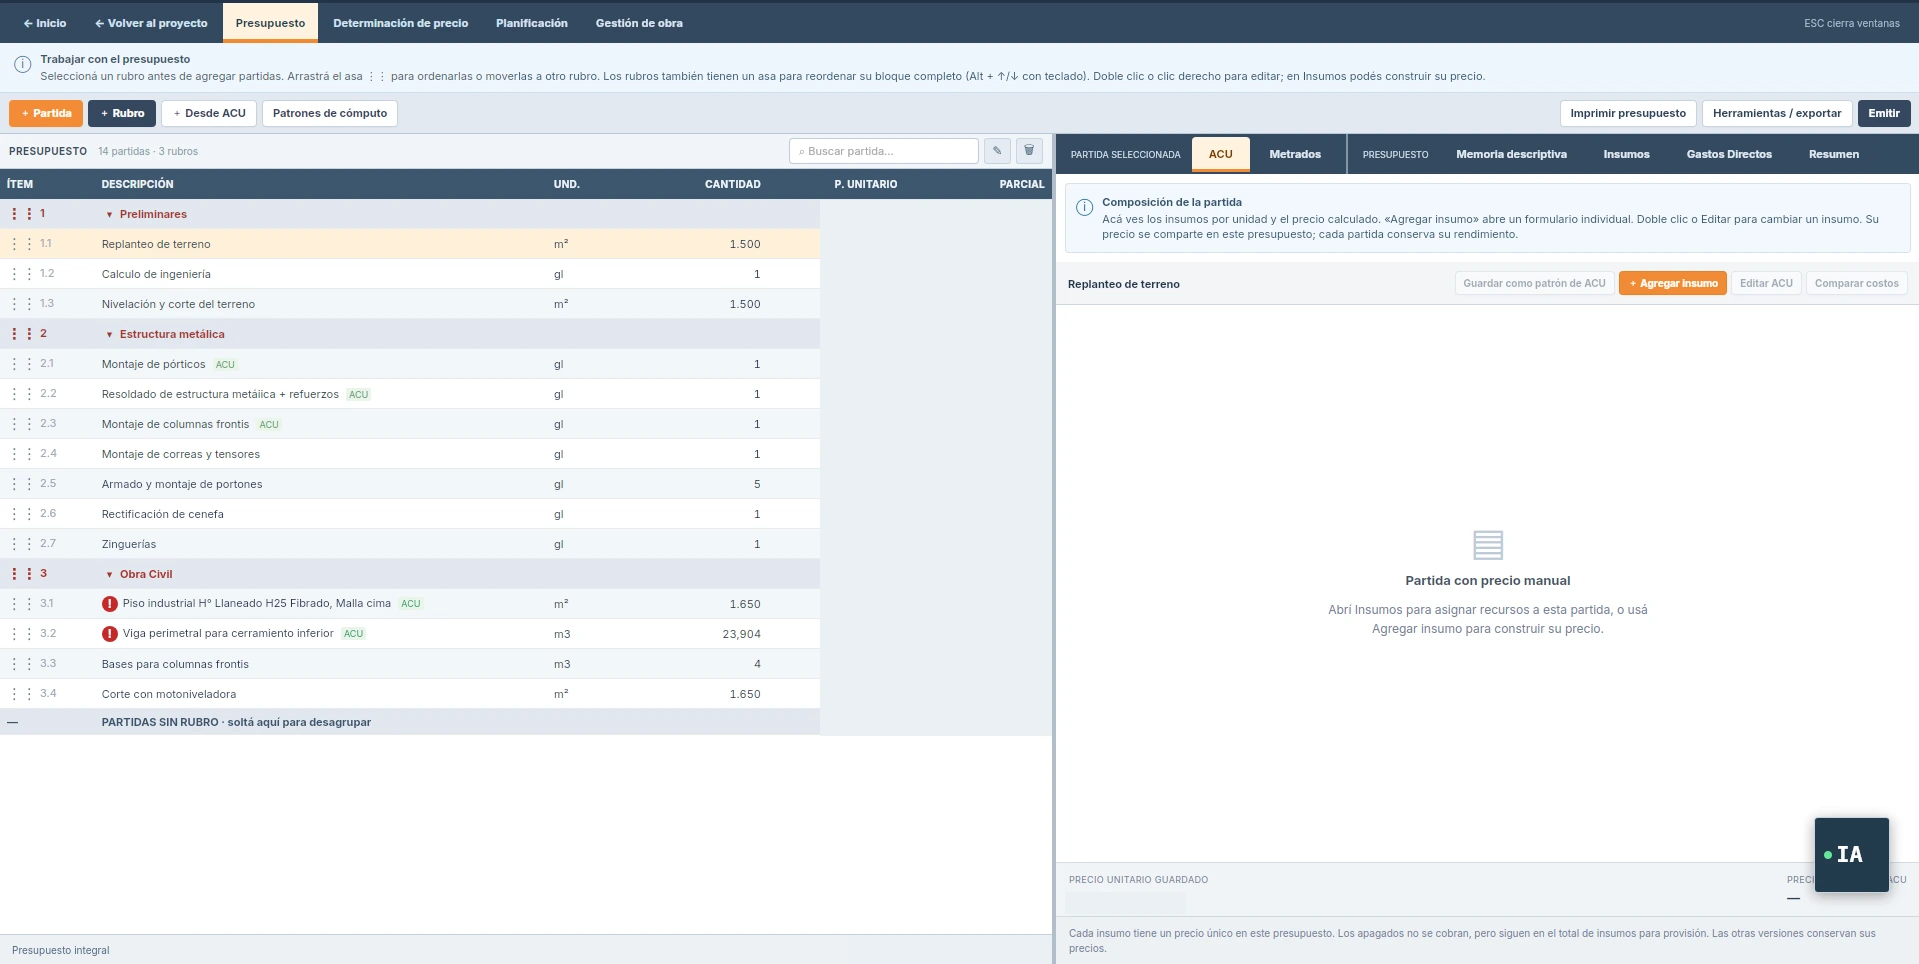 ← Inicio ← Volver al proyecto Presupuesto Determinación de precio Planificación Gestión de obra ESC cierra ventanas
Trabajar con el presupuesto
Seleccioná un rubro antes de agregar partidas. Arrastrá el asa ⋮⋮ para ordenarlas o moverlas a otro rubro. Los rubros también tienen un asa para reordenar su bloque completo (Alt + ↑/↓ con teclado). Doble clic o clic derecho para editar; en Insumos podés construir su precio.
+ Partida + Rubro + Desde ACU Patrones de cómputo Imprimir presupuesto Herramientas / exportar Emitir
PRESUPUESTO 14 partidas · 3 rubros Buscar partida...
ÍTEM DESCRIPCIÓN UND. CANTIDAD P. UNITARIO PARCIAL
1 ▾ Preliminares
1.1 Replanteo de terreno m² 1.500
1.2 Calculo de ingeniería gl 1
1.3 Nivelación y corte del terreno m² 1.500
2 ▾ Estructura metálica
2.1 Montaje de pórticos ACU gl 1
2.2 Resoldado de estructura metálica + refuerzos ACU gl 1
2.3 Montaje de columnas frontis ACU gl 1
2.4 Montaje de correas y tensores gl 1
2.5 Armado y montaje de portones gl 5
2.6 Rectificación de cenefa gl 1
2.7 Zinguerías gl 1
3 ▾ Obra Civil
3.1 ! Piso industrial H° Llaneado H25 Fibrado, Malla cima ACU m² 1.650
3.2 ! Viga perimetral para cerramiento inferior ACU m3 23,904
3.3 Bases para columnas frontis m3 4
3.4 Corte con motoniveladora m² 1.650
— PARTIDAS SIN RUBRO · soltá aquí para desagrupar
Presupuesto integral
PARTIDA SELECCIONADA ACU Metrados PRESUPUESTO Memoria descriptiva Insumos Gastos Directos Resumen
Composición de la partida
Acá ves los insumos por unidad y el precio calculado. «Agregar insumo» abre un formulario individual. Doble clic o Editar para cambiar un insumo. Su
precio se comparte en este presupuesto; cada partida conserva su rendimiento.
Replanteo de terreno Guardar como patrón de ACU + Agregar insumo Editar ACU Comparar costos
Partida con precio manual
Abrí Insumos para asignar recursos a esta partida, o usá
Agregar insumo para construir su precio.
IA
PRECIO UNITARIO GUARDADO
—
Cada insumo tiene un precio único en este presupuesto. Los apagados no se cobran, pero siguen en el total de insumos para provisión. Las otras versiones conservan sus
precios.